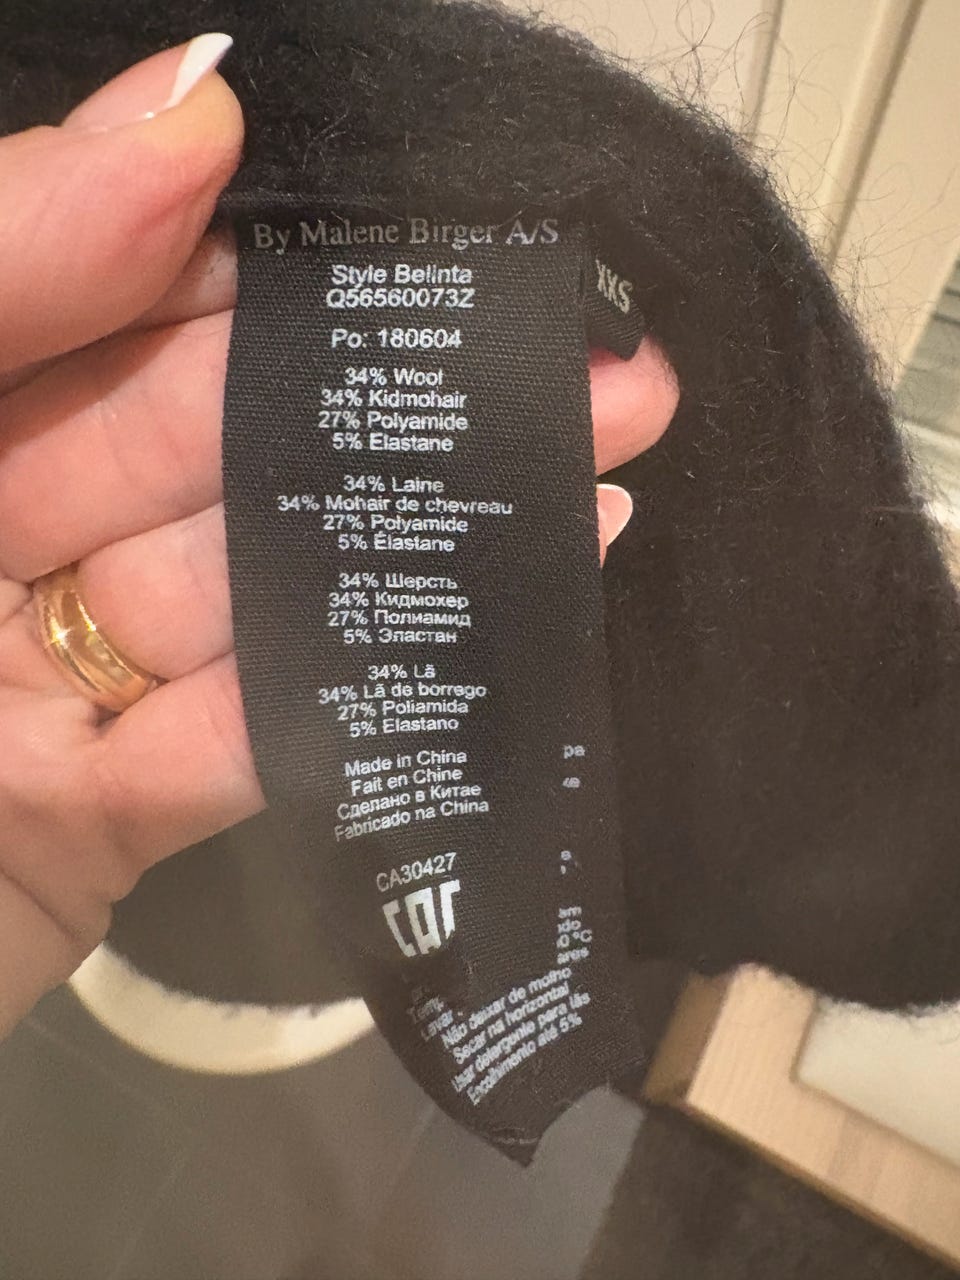 By Malene Birger A/S
Style Belinta
Q56560073Z
Po: 180604
34% Wool
34% Kidmohair
27% Polyamide
5% Elastane
34% Laine
34% Mohair de chevreau
27% Polyamide
5% Élastane
34% Шерсть
34% Кидмохер
27% Полиамид
5% Эластан
34% Lã
34% Lã de borrego
27% Poliamida
5% Elastano
Made in China
Fait en Chine
Сделано в Китае
Fabricado na China
CA30427
EAC
XXS
Lavar
Não deixar de molho
Secar na horizontal
Usar detergente para lãs
Encolhimento até 5%